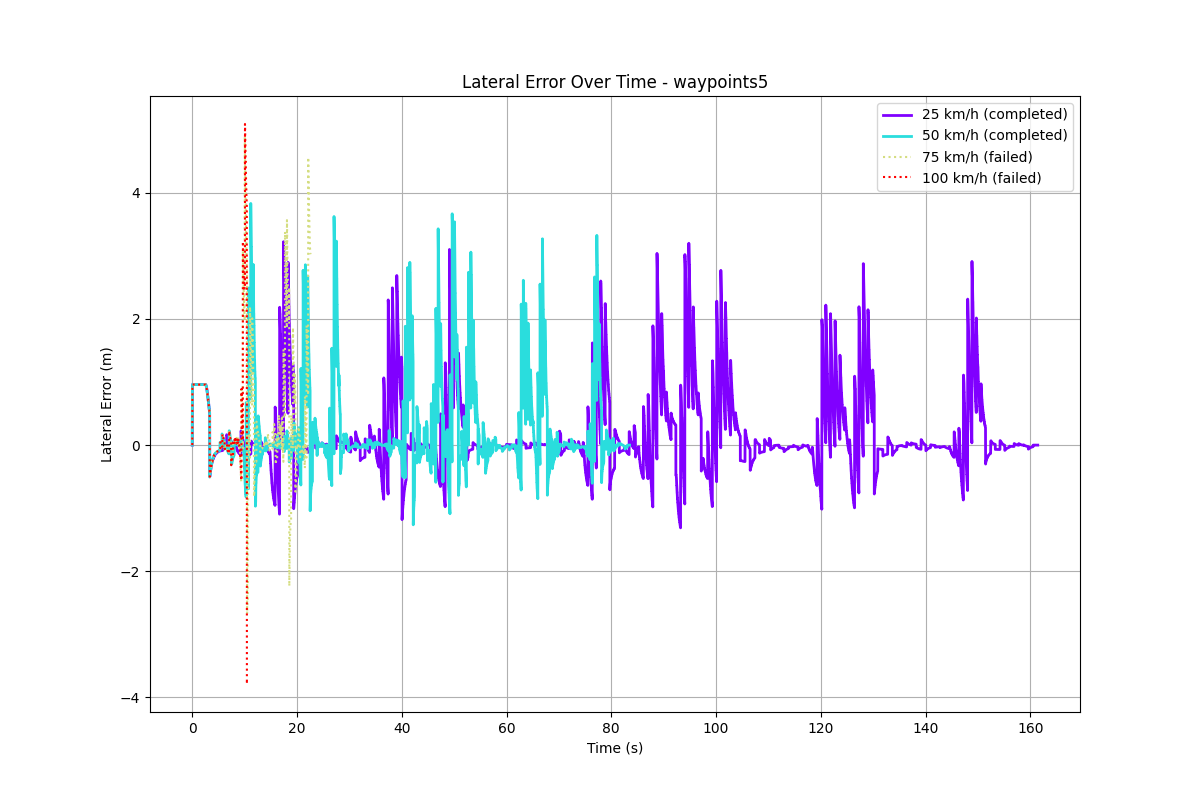 Lateral Error Over Time - waypoints5
25 km/h (completed)
50 km/h (completed)
75 km/h (failed)
100 km/h (failed)
Lateral Error (m)
4
2
0
−2
−4
0 20 40 60 80 100 120 140 160
Time (s)